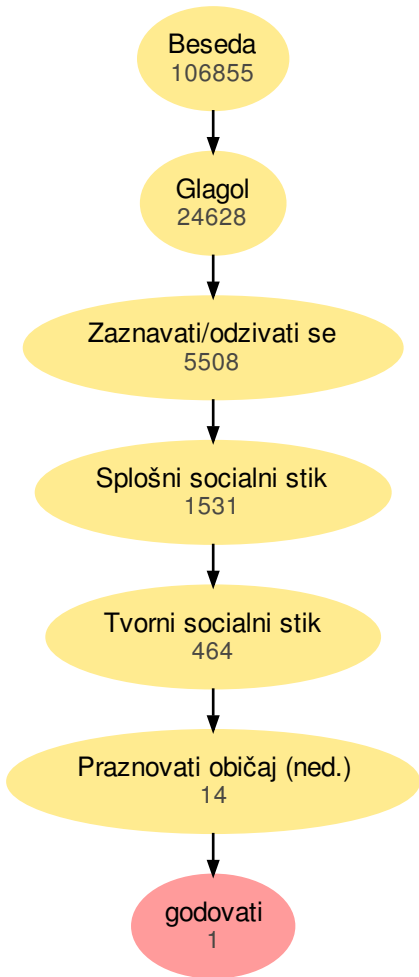 Beseda
106855
Glagol
24628
Zaznavati/odzivati se
5508
Splošni socialni stik
1531
Tvorni socialni stik
464
Praznovati običaj (ned.)
14
godovati
1